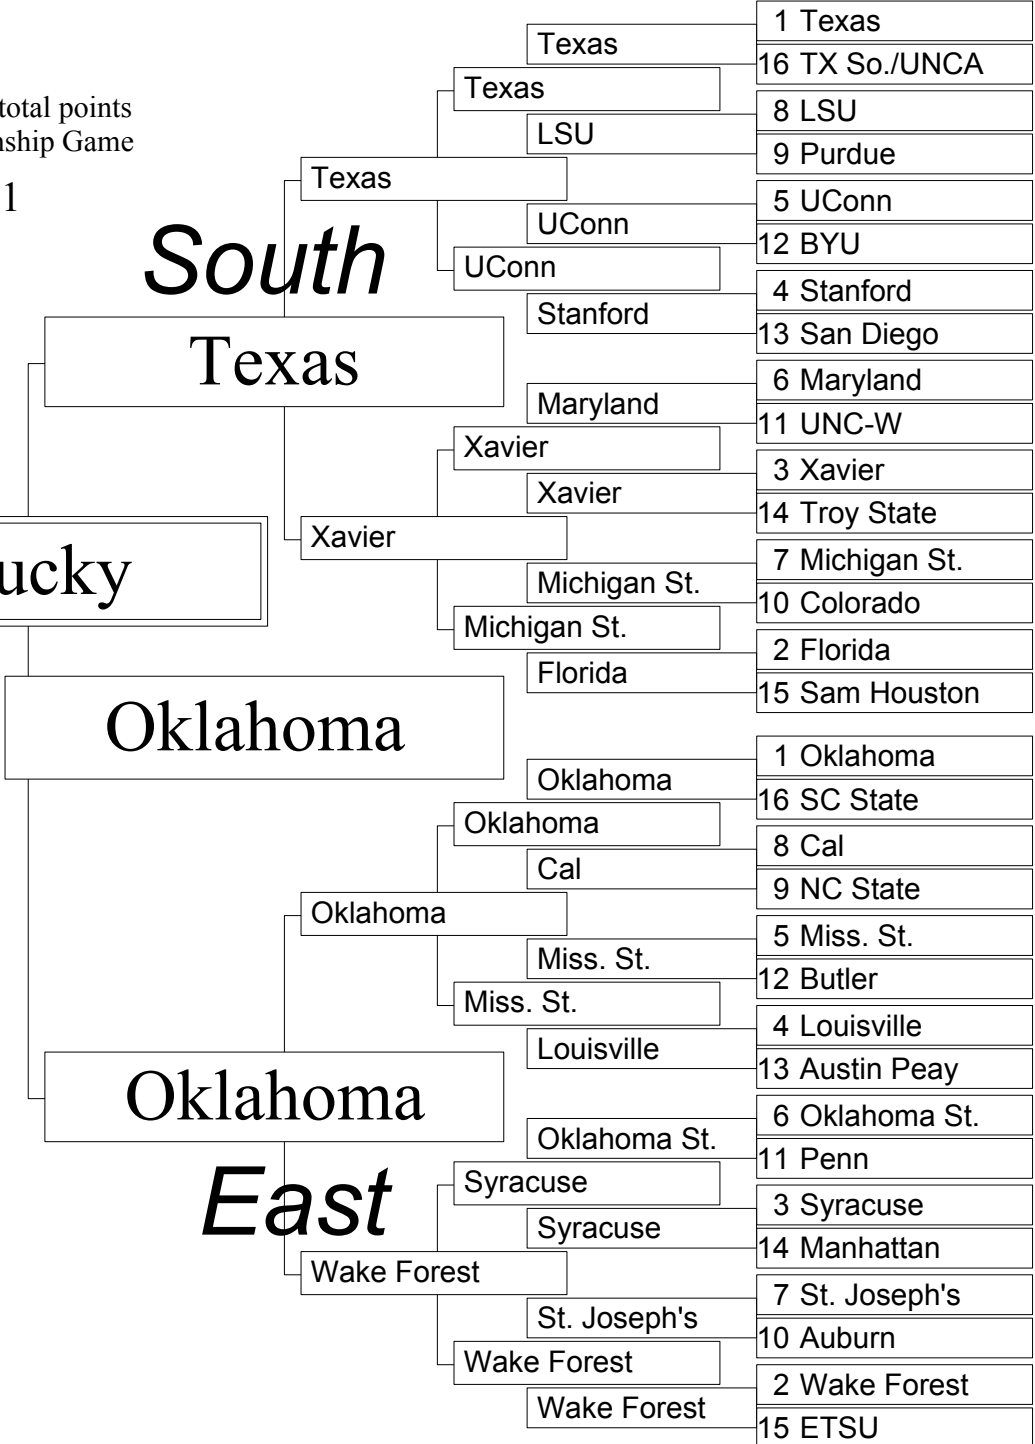 total points
nship Game
1
South
Texas
ucky
Oklahoma
Oklahoma
East
Texas
Xavier
Oklahoma
Wake Forest
Texas
UConn
Xavier
Michigan St.
Oklahoma
Miss. St.
Syracuse
Wake Forest
Texas
LSU
UConn
Stanford
Maryland
Xavier
Michigan St.
Florida
Oklahoma
Cal
Miss. St.
Louisville
Oklahoma St.
Syracuse
St. Joseph's
Wake Forest
1 Texas
16 TX So./UNCA
8 LSU
9 Purdue
5 UConn
12 BYU
4 Stanford
13 San Diego
6 Maryland
11 UNC-W
3 Xavier
14 Troy State
7 Michigan St.
10 Colorado
2 Florida
15 Sam Houston
1 Oklahoma
16 SC State
8 Cal
9 NC State
5 Miss. St.
12 Butler
4 Louisville
13 Austin Peay
6 Oklahoma St.
11 Penn
3 Syracuse
14 Manhattan
7 St. Joseph's
10 Auburn
2 Wake Forest
15 ETSU